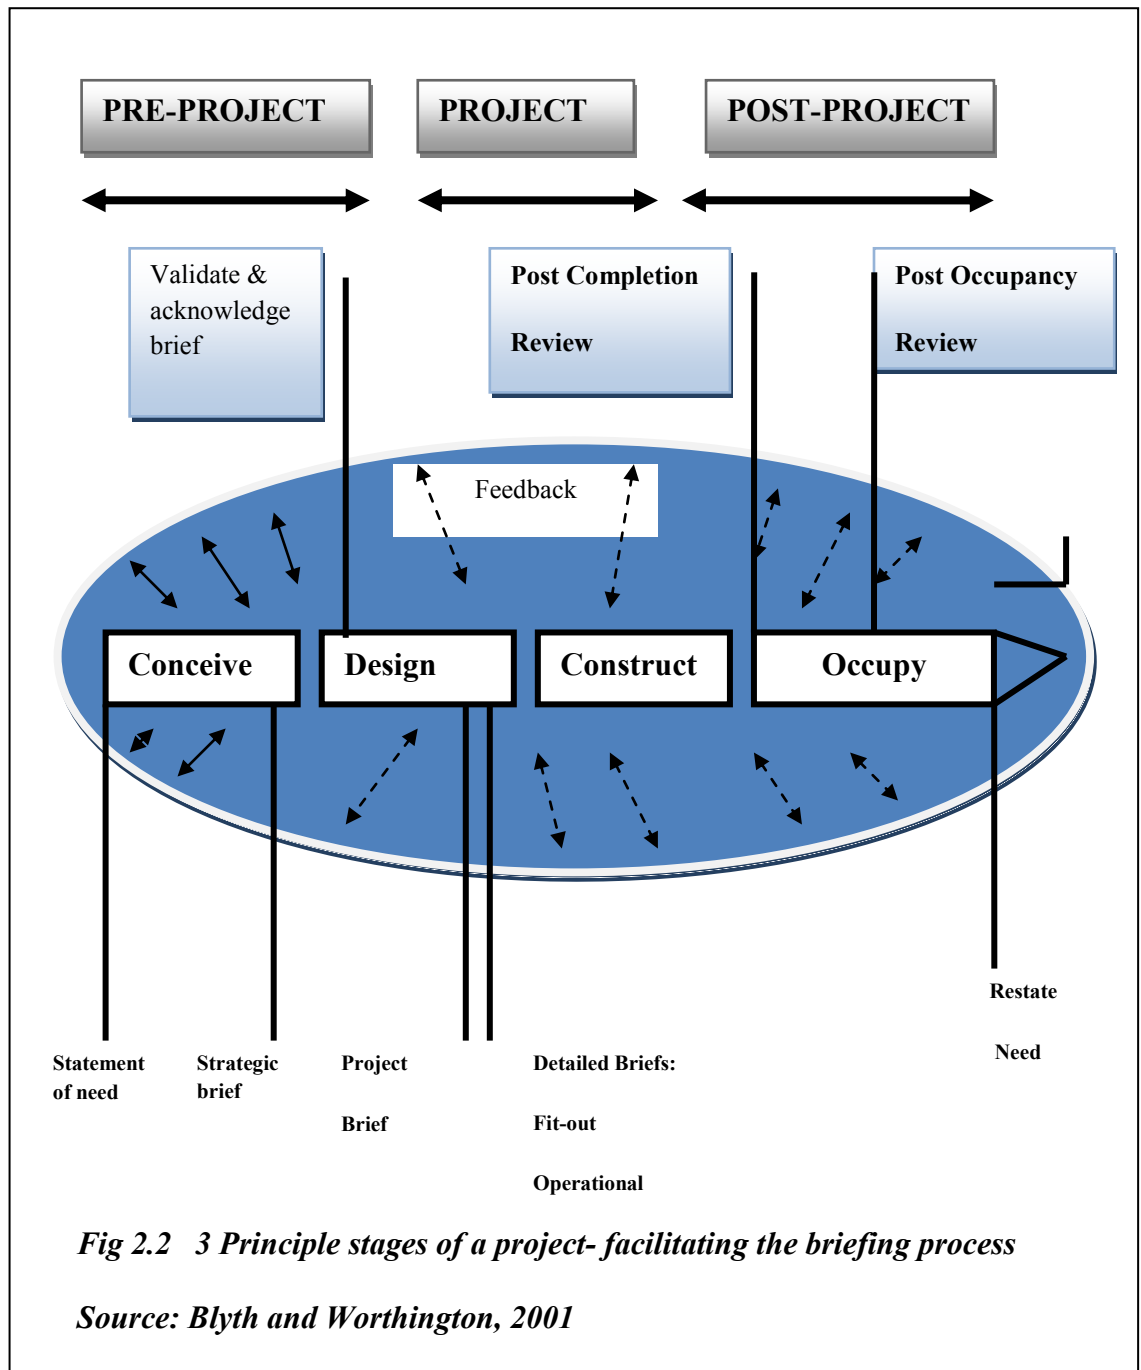 PRE-PROJECT
PROJECT
POST-PROJECT
Validate &
acknowledge
brief
Post Completion
Review
Post Occupancy
Review
Feedback
Conceive
Design
Construct
Occupy
Restate
Need
Statement
of need
Strategic
brief
Project
Brief
Detailed Briefs:
Fit-out
Operational
Fig 2.2 3 Principle stages of a project- facilitating the briefing process
Source: Blyth and Worthington, 2001